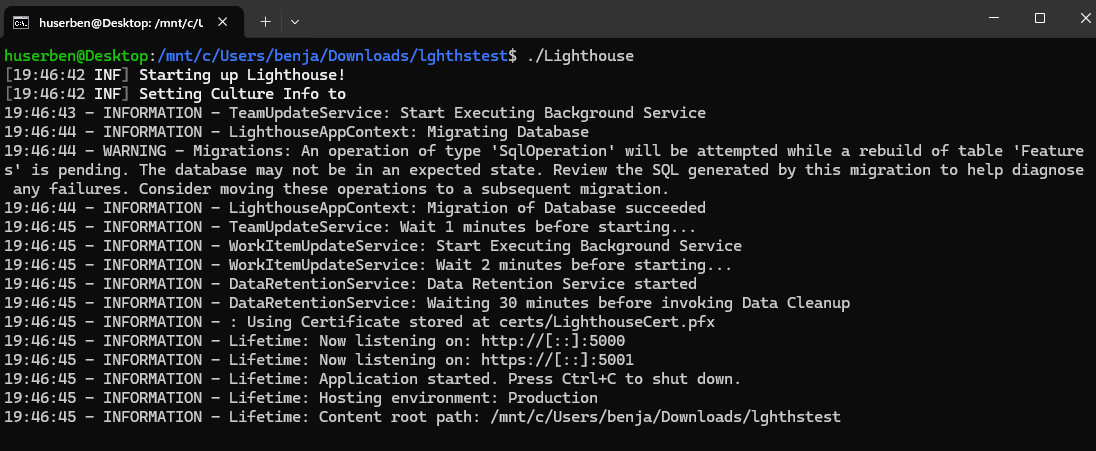 huserben@Desktop: /mnt/c/U
huserben@Desktop:/mnt/c/Users/benja/Downloads/lghthstest$ ./Lighthouse
[19:46:42 INF] Starting up Lighthouse!
[19:46:42 INF] Setting Culture Info to
19:46:43 - INFORMATION - TeamUpdateService: Start Executing Background Service
19:46:44 - INFORMATION - LighthouseAppContext: Migrating Database
19:46:44 - WARNING - Migrations: An operation of type 'SqlOperation' will be attempted while a rebuild of table 'Feature
s' is pending. The database may not be in an expected state. Review the SQL generated by this migration to help diagnose
any failures. Consider moving these operations to a subsequent migration.
19:46:44 - INFORMATION - LighthouseAppContext: Migration of Database succeeded
19:46:45 - INFORMATION - TeamUpdateService: Wait 1 minutes before starting...
19:46:45 - INFORMATION - WorkItemUpdateService: Start Executing Background Service
19:46:45 - INFORMATION - WorkItemUpdateService: Wait 2 minutes before starting...
19:46:45 - INFORMATION - DataRetentionService: Data Retention Service started
19:46:45 - INFORMATION - DataRetentionService: Waiting 30 minutes before invoking Data Cleanup
19:46:45 - INFORMATION - : Using Certificate stored at certs/LighthouseCert.pfx
19:46:45 - INFORMATION - Lifetime: Now listening on: http://[::]:5000
19:46:45 - INFORMATION - Lifetime: Now listening on: https://[::]:5001
19:46:45 - INFORMATION - Lifetime: Application started. Press Ctrl+C to shut down.
19:46:45 - INFORMATION - Lifetime: Hosting environment: Production
19:46:45 - INFORMATION - Lifetime: Content root path: /mnt/c/Users/benja/Downloads/lghthstest